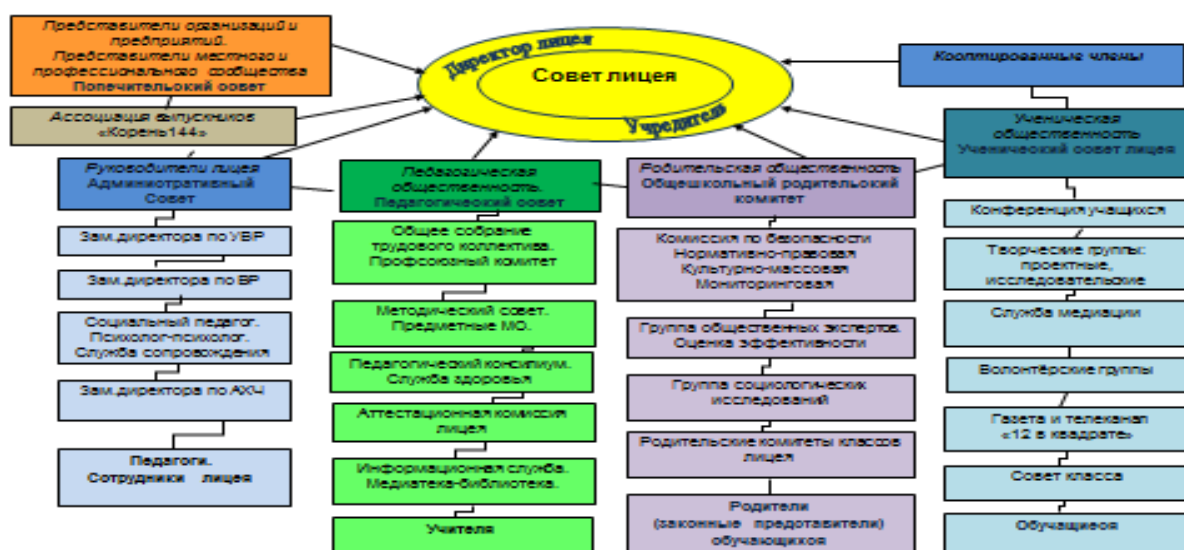 Представители организаций и
предприятий.
Представители местного и
профессионального сообщества
Попечительский совет
Ассоциация выпускников
«Корень144»
Директор лицея
Совет лицея
Учредитель
Кооптированные члены
Ученическая
общественность
Ученический совет лицея
Руководители лицея
Административный
Совет
Педагогическая
общественность.
Педагогический совет
Родительская общественность
Общешкольный родительский
комитет
Зам.директора по УВР
Зам.директора по ВР
Социальный педагог.
Психолог-психолог.
Служба сопровождения
Зам.директора по АХЧ
Педагоги.
Сотрудники лицея
Общее собрание
трудового коллектива.
Профсоюзный комитет
Методический совет.
Предметные МО.
Педагогический консилиум.
Служба здоровья
Аттестационная комиссия
лицея
Информационная служба.
Медиатека-библиотека.
Учителя
Комиссия по безопасности
Нормативно-правовая
Культурно-массовая
Мониторинговая
Группа общественных экспертов.
Оценка эффективности
Группа социологических
исследований
Родительские комитеты классов
лицея
Родители
(законные представители)
обучающихся
Конференция учащихся
Творческие группы:
проектные,
исследовательские
Служба медиации
Волонтёрские группы
Газета и телеканал
«12 в квадрате»
Совет класса
Обучащиеся